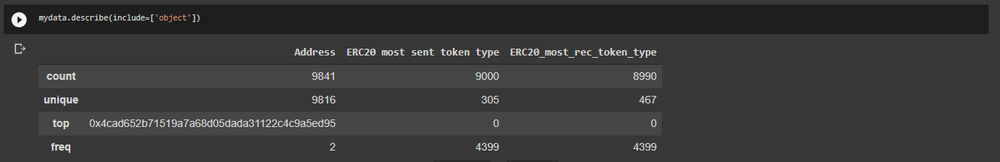 mydata.describe(include=['object'])
Address ERC20 most sent token type ERC20_most_rec_token_type
count 9841 9000 8990
unique 9816 305 467
top 0x4cad652b71519a7a68d05dada31122c4c9a5ed95 0 0
freq 2 4399 4399